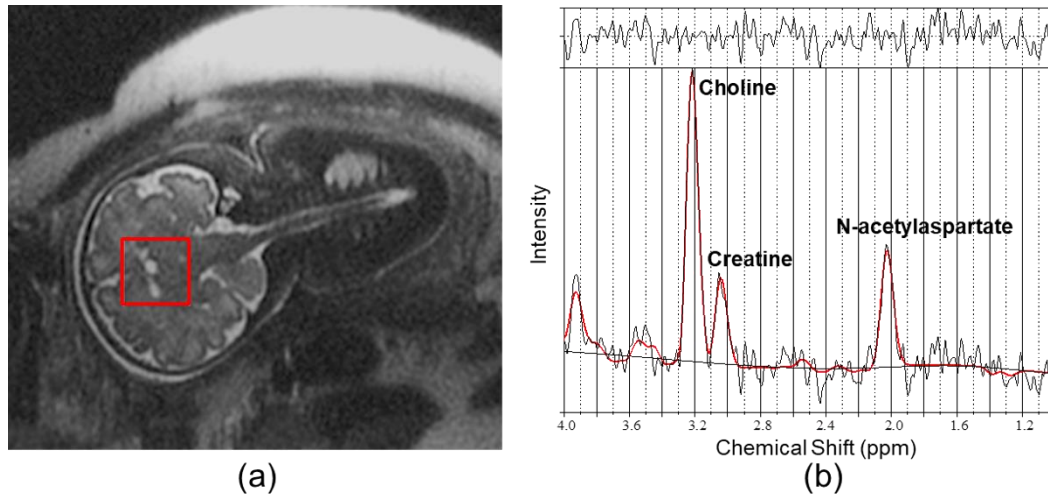 Choline
Creatine
N-acetylaspartate
Intensity
4.0 3.6 3.2 2.8 2.4 2.0 1.6 1.2
Chemical Shift (ppm)
(a) (b)